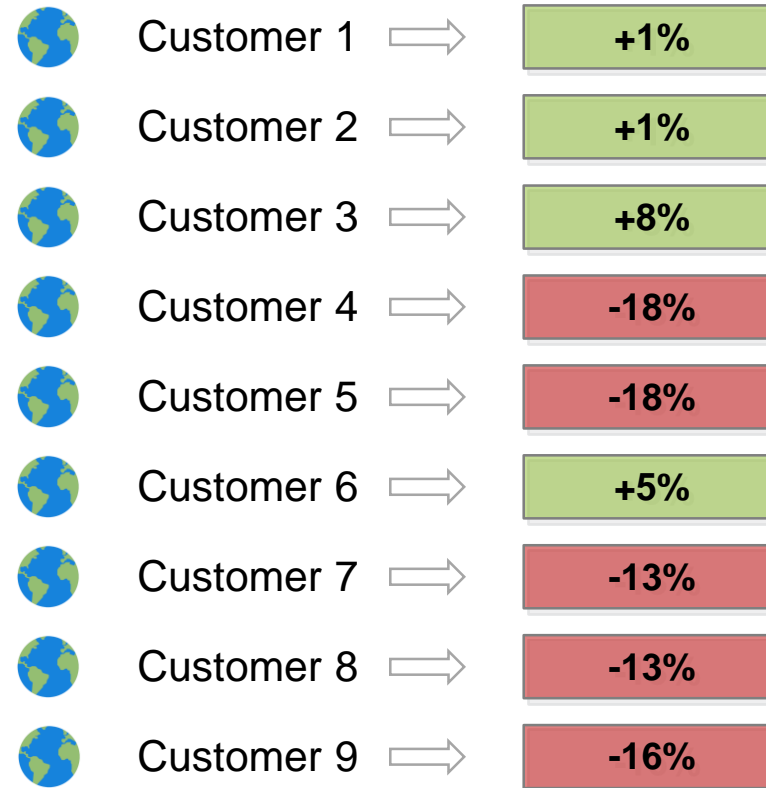 Customer 1 +1%
Customer 2 +1%
Customer 3 +8%
Customer 4 -18%
Customer 5 -18%
Customer 6 +5%
Customer 7 -13%
Customer 8 -13%
Customer 9 -16%